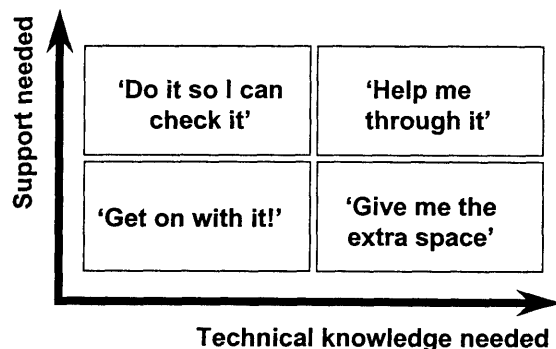 Support needed
‘Do it so I can
check it’
‘Help me
through it’
‘Get on with it!’
‘Give me the
extra space’
Technical knowledge needed